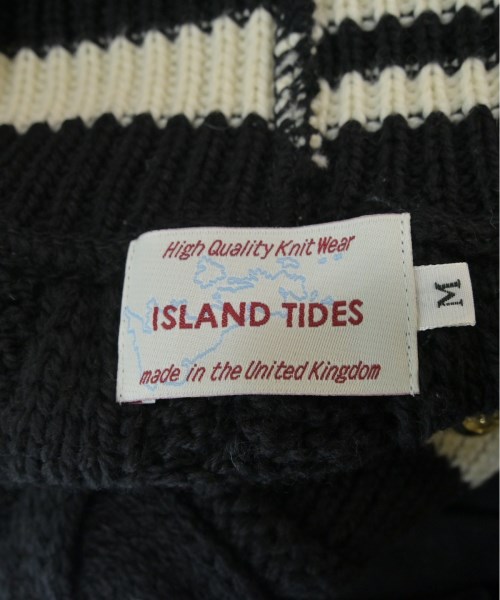 High Quality Knit Wear
ISLAND TIDES
made in the United Kingdom
M